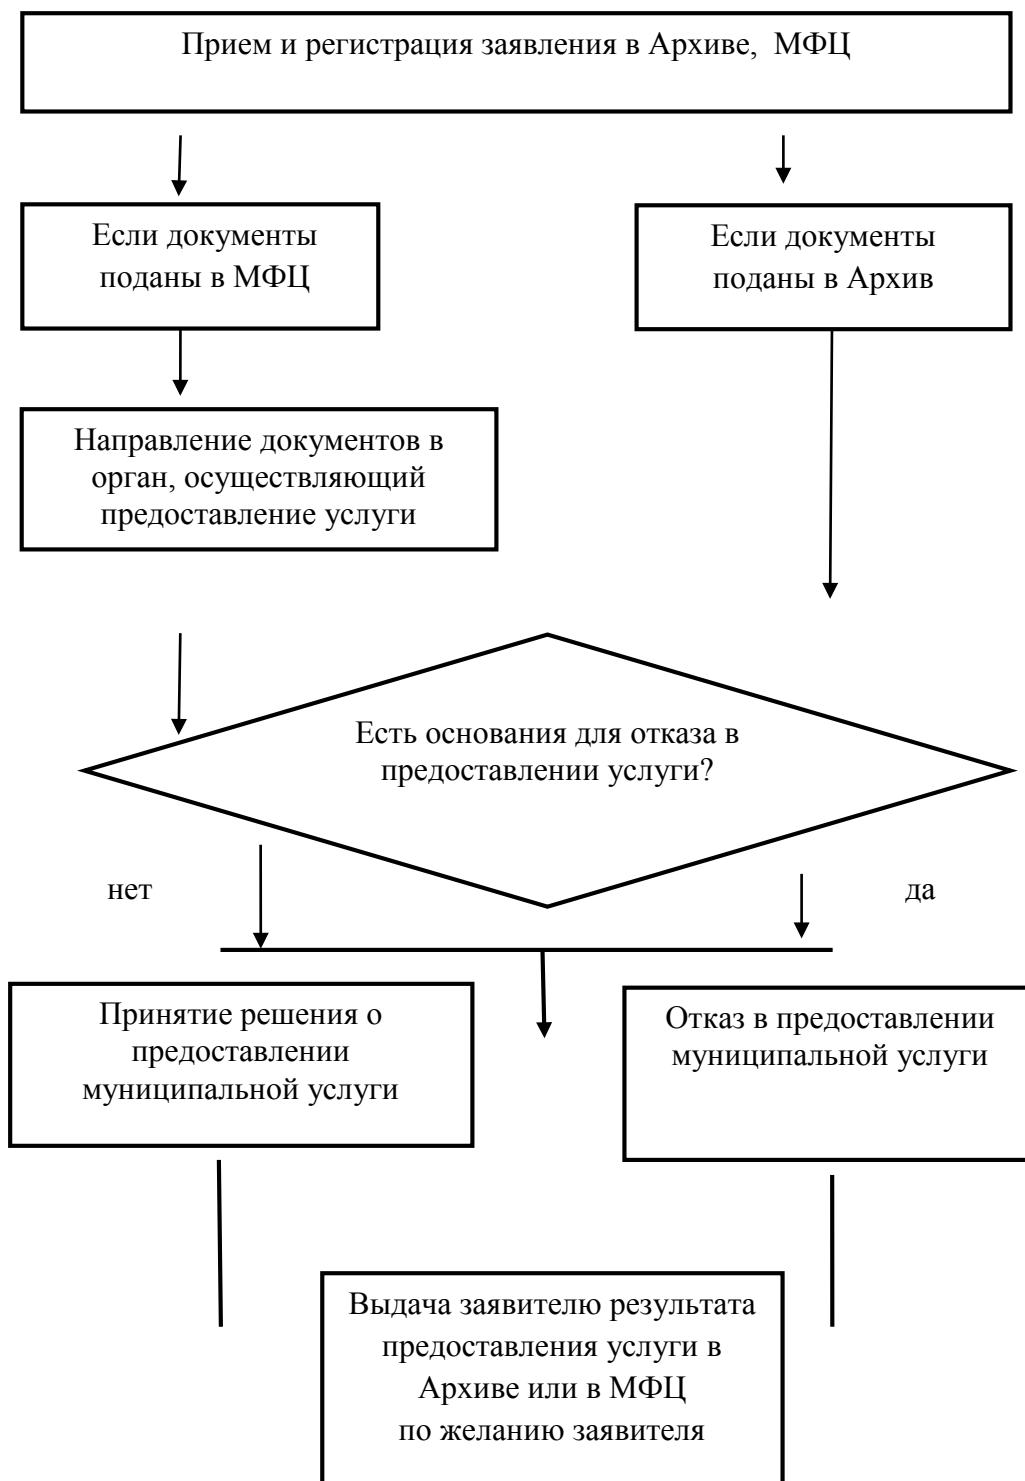 Прием и регистрация заявления в Архиве, МФЦ
Если документы
поданы в МФЦ
Если документы
поданы в Архив
Направление документов в
орган, осуществляющий
предоставление услуги
Есть основания для отказа в
предоставлении услуги?
нет
да
Принятие решения о
предоставлении
муниципальной услуги
Отказ в предоставлении
муниципальной услуги
Выдача заявителю результата
предоставления услуги в
Архиве или в МФЦ
по желанию заявителя